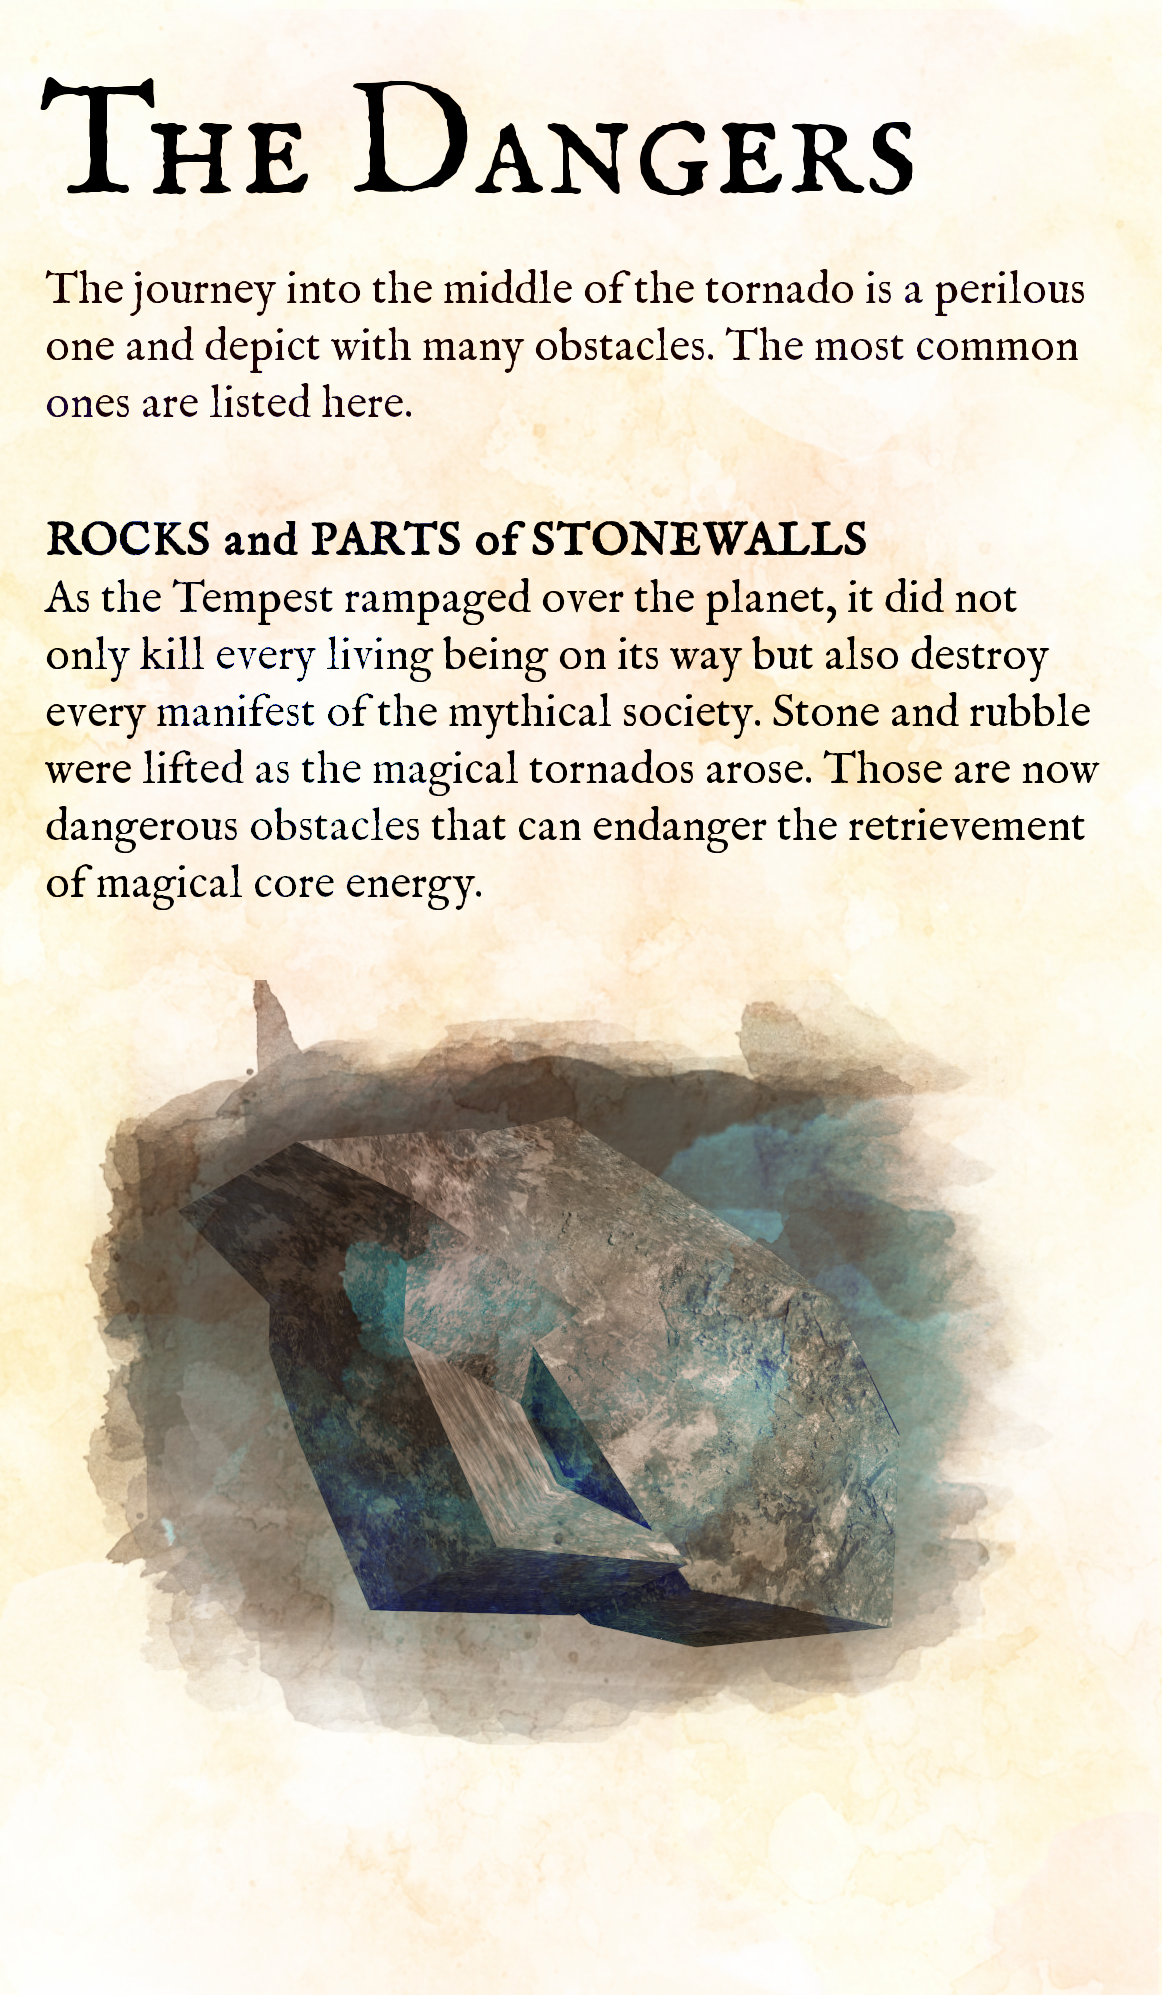 The Dangers
The journey into the middle of the tornado is a perilous
one and depict with many obstacles. The most common
ones are listed here.
ROCKS and PARTS of STONEWALLS
As the Tempest rampaged over the planet, it did not
only kill every living being on its way but also destroy
every manifest of the mythical society. Stone and rubble
were lifted as the magical tornados arose. Those are now
dangerous obstacles that can endanger the retrievement
of magical core energy.